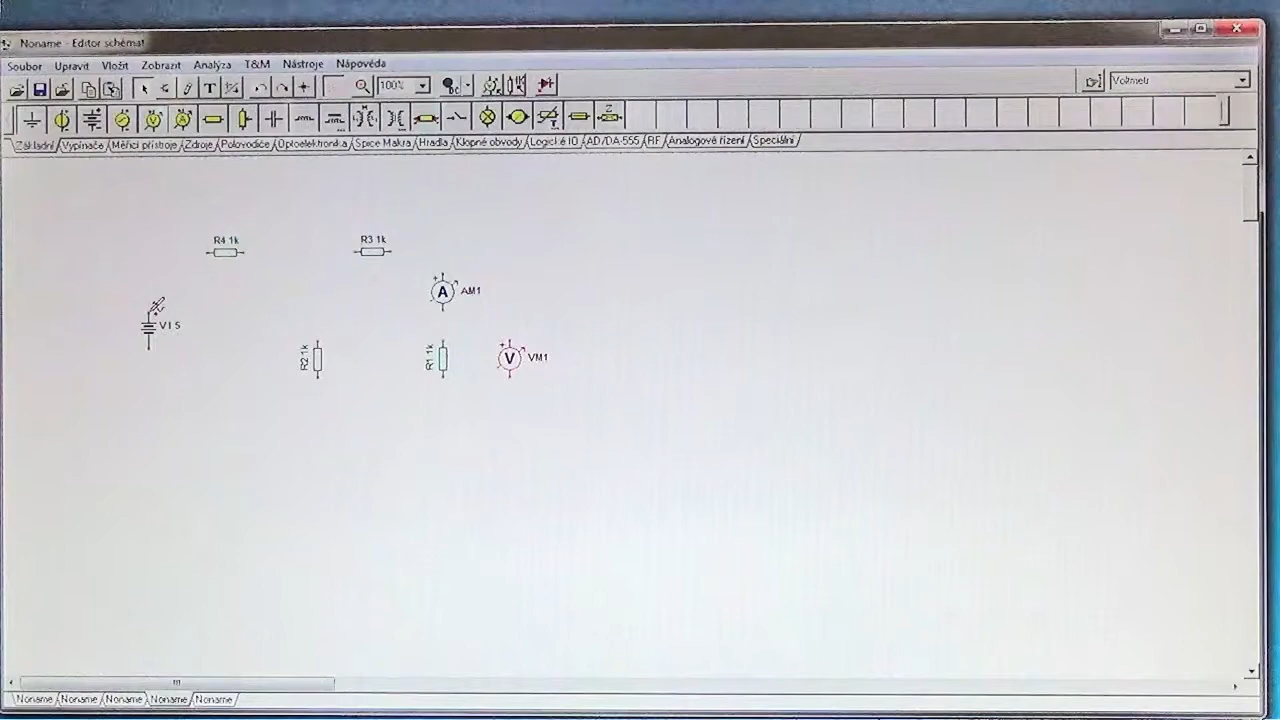 Noname - Editor schémat
Soubor Upravit Vložit Zobrazit Analýza T&M Nástroje Nápověda
T 100% Voltmetr
Základní Vypínače Měřicí přístroje Zdroje Polovodiče Optoelektronika Spice Makra Hradla Klopné obvody Logické IO AD/DA-555 RF Analogové řízení Speciální
R4 1k R3 1k
+ A AM1
+ V1 5
R2 1k R1 1k + V VM1
Noname Noname Noname Noname Noname